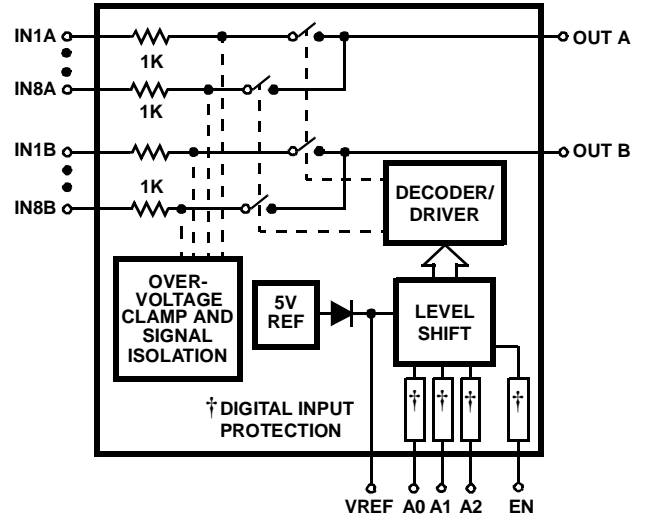 IN1A
1K
OUT A
IN8A
1K
IN1B
OUT B
1K
IN8B
DECODER/
DRIVER
OVER-
VOLTAGE
CLAMP AND
SIGNAL
ISOLATION
5V
REF
LEVEL
SHIFT
† † † †
†DIGITAL INPUT
PROTECTION
VREF A0 A1 A2 EN